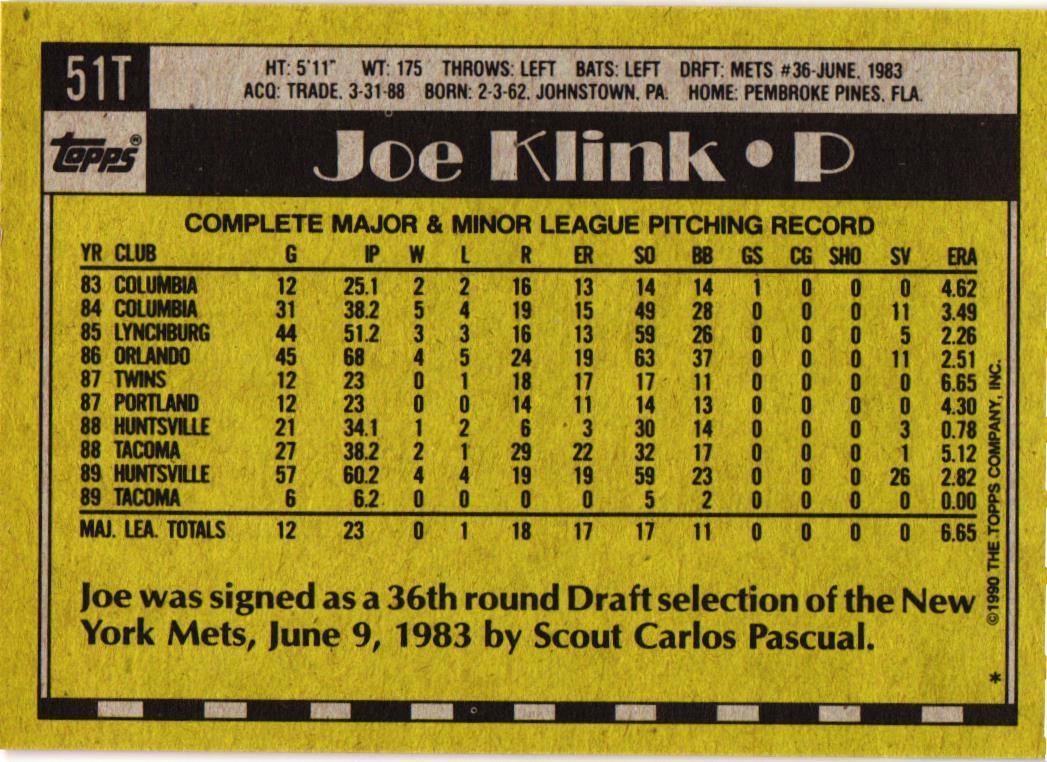 51T
HT: 5'11" WT: 175 THROWS: LEFT BATS: LEFT DRFT: METS #36-JUNE, 1983
ACQ: TRADE, 3-31-88 BORN: 2-3-62, JOHNSTOWN, PA. HOME: PEMBROKE PINES, FLA.
topps®
Joe Klink • P
COMPLETE MAJOR & MINOR LEAGUE PITCHING RECORD
YR CLUB G IP W L R ER SO BB GS CG SHO SV ERA
83 COLUMBIA 12 25.1 2 2 16 13 14 14 1 0 0 0 4.62
84 COLUMBIA 31 38.2 5 4 19 15 49 28 0 0 0 11 3.49
85 LYNCHBURG 44 51.2 3 3 16 13 59 26 0 0 0 5 2.26
86 ORLANDO 45 68 4 5 24 19 63 37 0 0 0 11 2.51
87 TWINS 12 23 0 1 18 17 17 11 0 0 0 0 6.65
87 PORTLAND 12 23 0 0 14 11 14 13 0 0 0 0 4.30
88 HUNTSVILLE 21 34.1 1 2 6 3 30 14 0 0 0 3 0.78
88 TACOMA 27 38.2 2 1 29 22 32 17 0 0 0 1 5.12
89 HUNTSVILLE 57 60.2 4 4 19 19 59 23 0 0 0 26 2.82
89 TACOMA 6 6.2 0 0 0 0 5 2 0 0 0 0 0.00
MAJ. LEA. TOTALS 12 23 0 1 18 17 17 11 0 0 0 0 6.65
Joe was signed as a 36th round Draft selection of the New
York Mets, June 9, 1983 by Scout Carlos Pascual.
©1990 THE TOPPS COMPANY, INC.
*